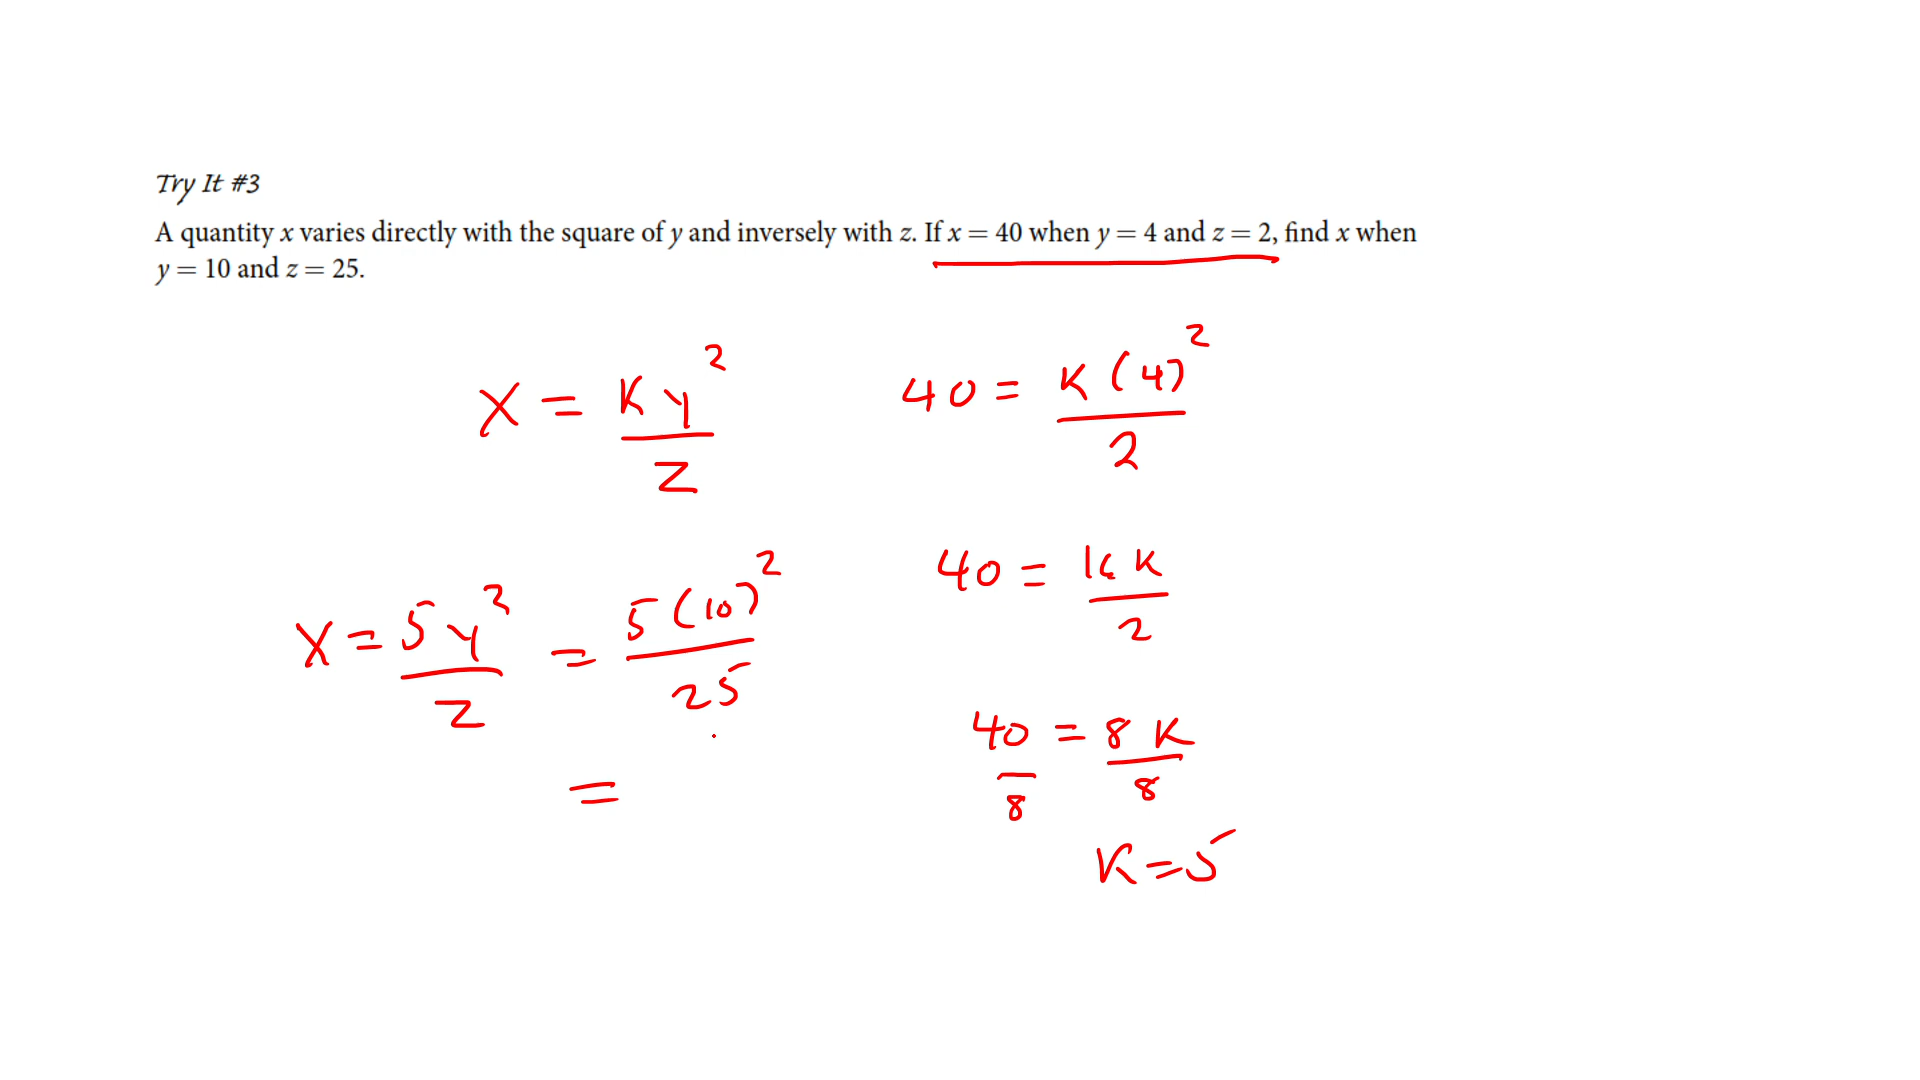 Try It #3
A quantity x varies directly with the square of y and inversely with z. If x = 40 when y = 4 and z = 2, find x when
y = 10 and z = 25.
x = Ky²/z
40 = K(4)²/2
40 = 16K/2
x = 5y²/z = 5(10)²/25
=
40/8 = 8K/8
K = 5